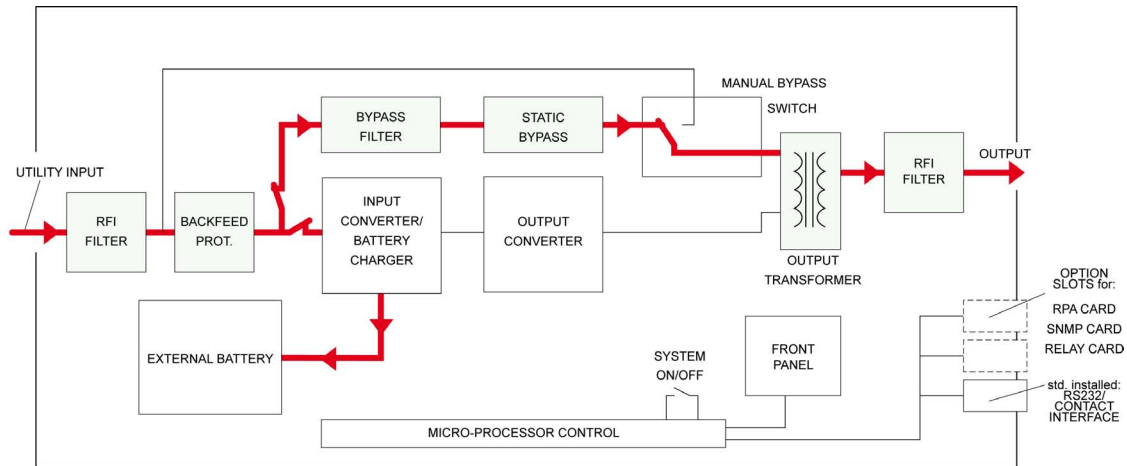 UTILITY INPUT
RFI
FILTER
BACKFEED
PROT.
BYPASS
FILTER
STATIC
BYPASS
MANUAL BYPASS
SWITCH
INPUT
CONVERTER/
BATTERY
CHARGER
OUTPUT
CONVERTER
OUTPUT
TRANSFORMER
RFI
FILTER
OUTPUT
EXTERNAL BATTERY
SYSTEM
ON/OFF
FRONT
PANEL
MICRO-PROCESSOR CONTROL
OPTION
SLOTS for:
RPA CARD
SNMP CARD
RELAY CARD
std. installed:
RS232/
CONTACT
INTERFACE